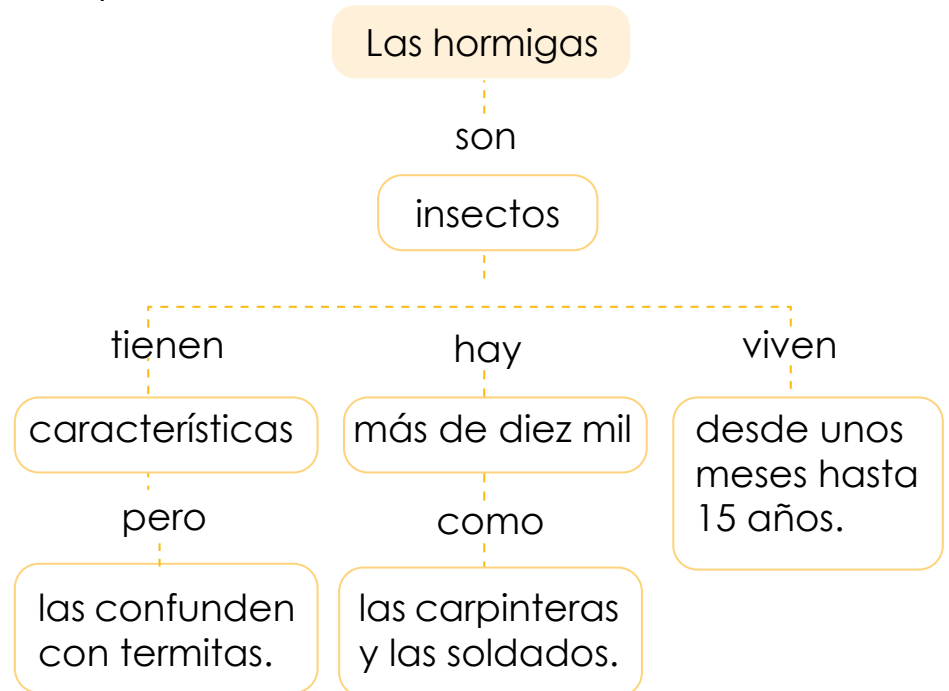 Las hormigas
son
insectos
tienen
hay
viven
características
más de diez mil
desde unos
meses hasta
15 años.
pero
como
las confunden
con termitas.
las carpinteras
y las soldados.